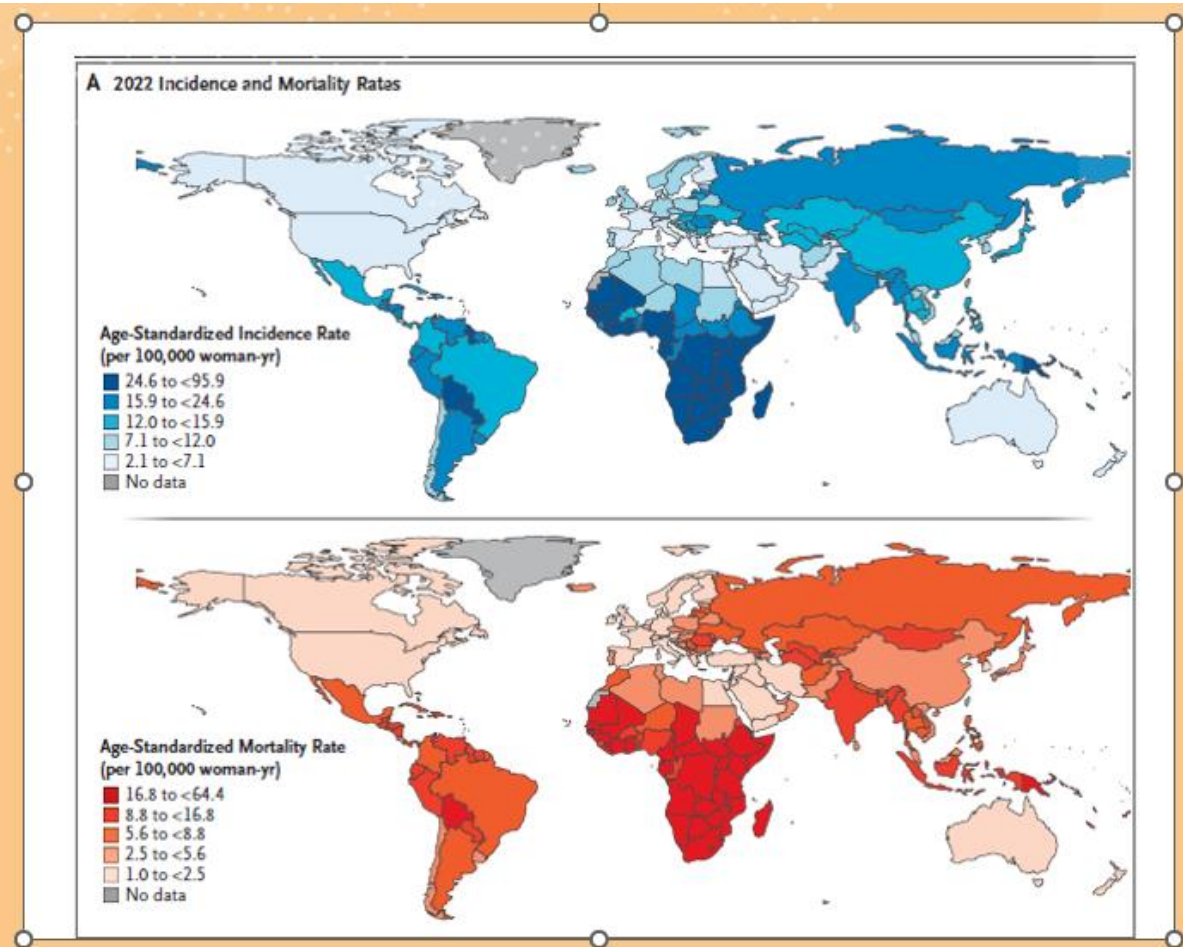 A 2022 Incidence and Mortality Rates
Age-Standardized Incidence Rate
(per 100,000 woman-yr)
24.6 to <95.9
15.9 to <24.6
12.0 to <15.9
7.1 to <12.0
2.1 to <7.1
No data
Age-Standardized Mortality Rate
(per 100,000 woman-yr)
16.8 to <64.4
8.8 to <16.8
5.6 to <8.8
2.5 to <5.6
1.0 to <2.5
No data